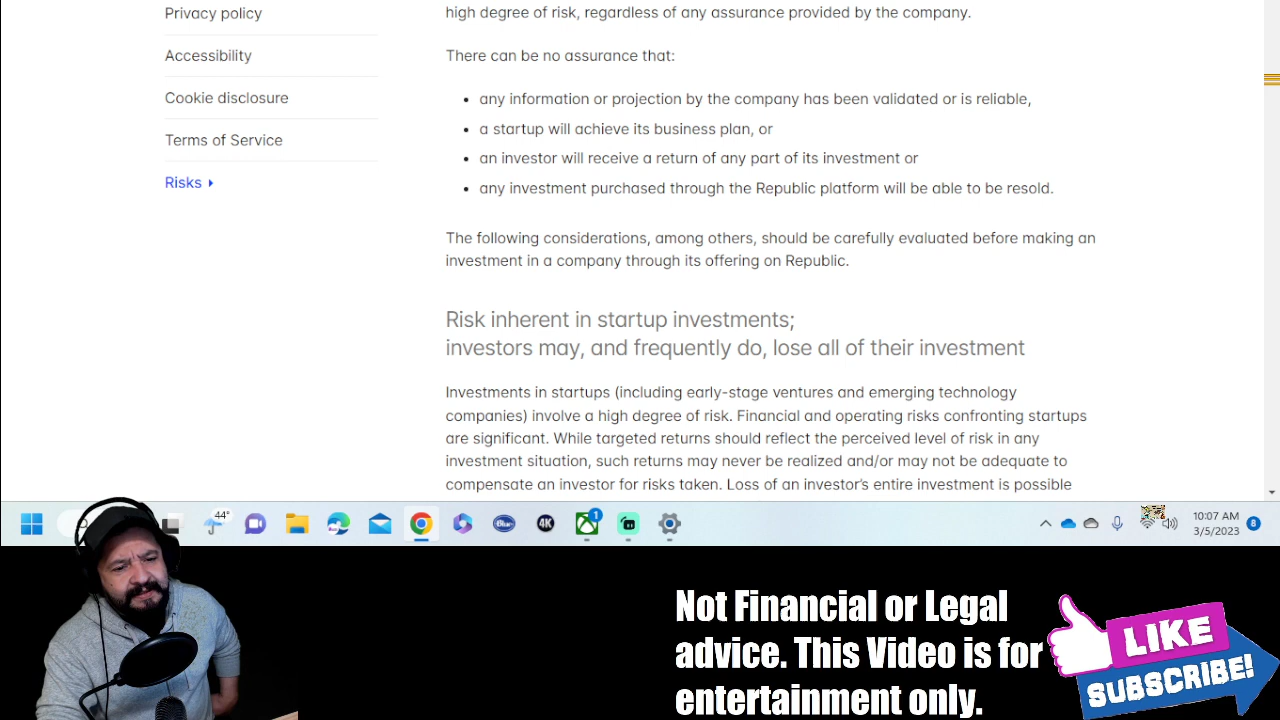 Privacy policy
high degree of risk, regardless of any assurance provided by the company.
Accessibility
There can be no assurance that:
Cookie disclosure
• any information or projection by the company has been validated or is reliable,
Terms of Service
• a startup will achieve its business plan, or
• an investor will receive a return of any part of its investment or
Risks
• any investment purchased through the Republic platform will be able to be resold.
The following considerations, among others, should be carefully evaluated before making an
investment in a company through its offering on Republic.
Risk inherent in startup investments;
investors may, and frequently do, lose all of their investment
Investments in startups (including early-stage ventures and emerging technology
companies) involve a high degree of risk. Financial and operating risks confronting startups
are significant. While targeted returns should reflect the perceived level of risk in any
investment situation, such returns may never be realized and/or may not be adequate to
compensate an investor for risks taken. Loss of an investor's entire investment is possible
44°
Blue
4K
1
10:07 AM
3/5/2023
8
Not Financial or Legal
advice. This Video is for
entertainment only.
LIKE
SUBSCRIBE!